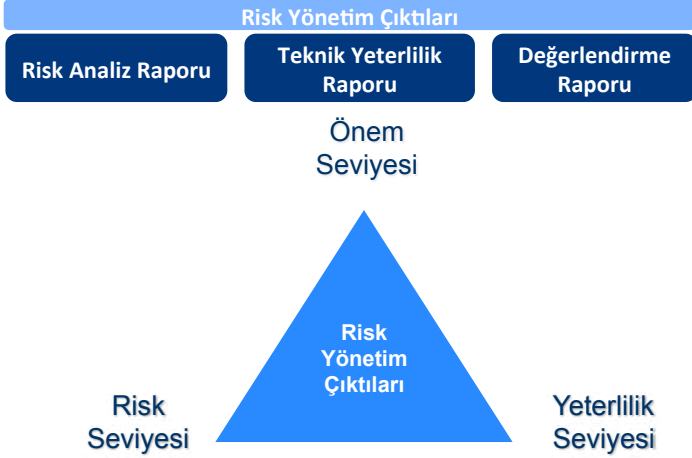 Risk Yönetim Çıktıları
Risk Analiz Raporu
Teknik Yeterlilik
Raporu
Değerlendirme
Raporu
Önem
Seviyesi
Risk
Yönetim
Çıktıları
Risk
Seviyesi
Yeterlilik
Seviyesi